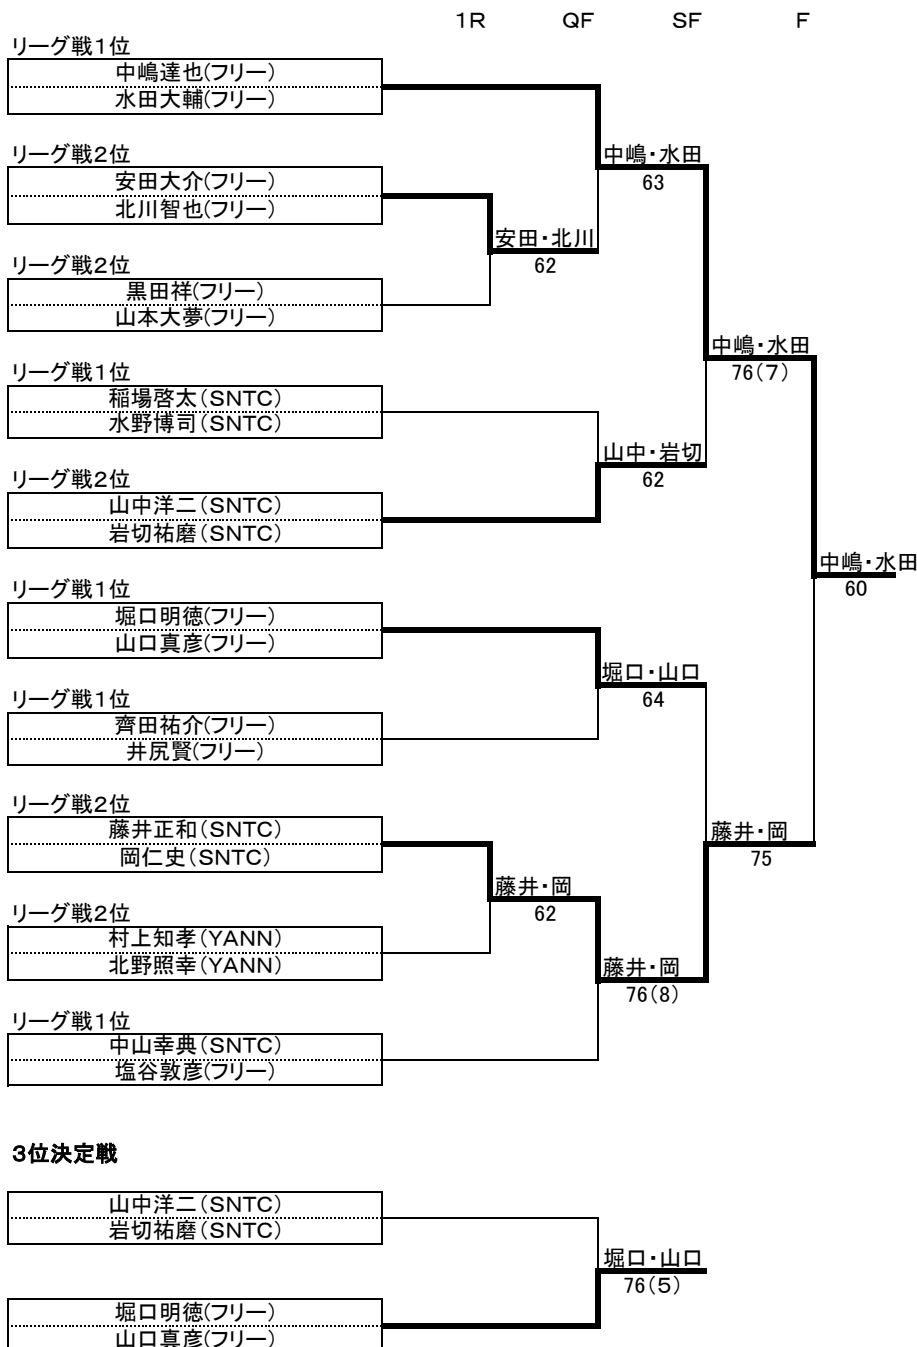 1R QF SF F
リーグ戦1位
中嶋達也(フリー)
水田大輔(フリー)
リーグ戦2位
中嶋・水田
安田大介(フリー)
63
北川智也(フリー)
安田・北川
リーグ戦2位
62
黒田祥(フリー)
山本大夢(フリー)
中嶋・水田
リーグ戦1位
76(7)
稲場啓太(SNTC)
水野博司(SNTC)
山中・岩切
リーグ戦2位
62
山中洋二(SNTC)
岩切祐磨(SNTC)
中嶋・水田
リーグ戦1位
60
堀口明徳(フリー)
山口真彦(フリー)
堀口・山口
リーグ戦1位
64
齊田祐介(フリー)
井尻賢(フリー)
リーグ戦2位
藤井正和(SNTC)
藤井・岡
岡仁史(SNTC)
75
藤井・岡
リーグ戦2位
62
村上知孝(YANN)
北野照幸(YANN)
藤井・岡
76(8)
リーグ戦1位
中山幸典(SNTC)
塩谷敦彦(フリー)
3位決定戦
山中洋二(SNTC)
岩切祐磨(SNTC)
堀口・山口
76(5)
堀口明徳(フリー)
山口真彦(フリー)